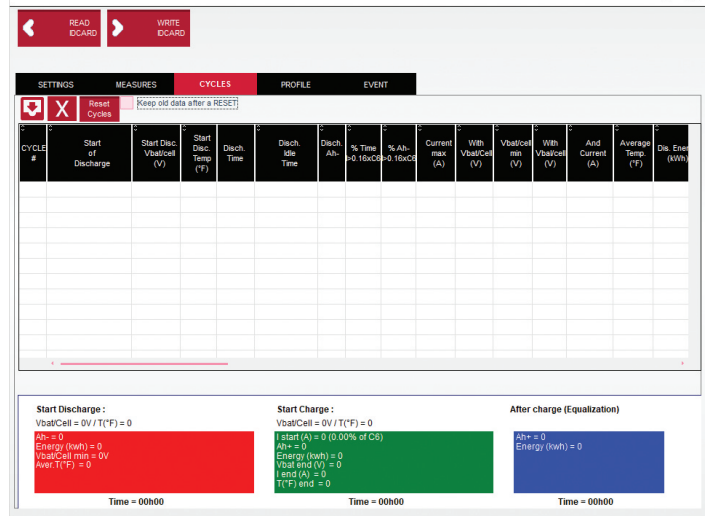 READ
IDCARD
WRITE
IDCARD
SETTINGS
MEASURES
CYCLES
PROFILE
EVENT
X
Reset
Cycles
Keep old data after a RESET
CYCLE
#
Start
of
Discharge
Start Disc.
Vbat/cell
(V)
Start
Disc.
Temp
(°F)
Disch.
Time
Disch.
Idle
Time
Disch.
Ah-
% Time
I>0.16xC6
% Ah-
I>0.16xC6
Current
max
(A)
With
Vbat/Cell
(V)
Vbat/cell
min
(V)
With
Vbat/cell
(V)
And
Current
(A)
Average
Temp.
(°F)
Dis. Ener
(kWh)
Start Discharge :
Vbat/Cell = 0V / T(°F) = 0
Ah- = 0
Energy (kwh) = 0
Vbat/Cell min = 0V
Aver.T(°F) = 0
Time = 00h00
Start Charge :
Vbat/Cell = 0V / T(°F) = 0
I start (A) = 0 (0.00% of C6)
Ah+ = 0
Energy (kwh) = 0
Vbat end (V) = 0
I end (A) = 0
T(°F) end = 0
Time = 00h00
After charge (Equalization)
Ah+ = 0
Energy (kwh) = 0
Time = 00h00